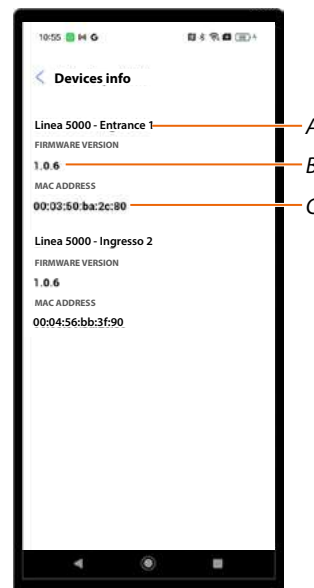 10:55
Devices info
Linea 5000 - Entrance 1
A
FIRMWARE VERSION
1.0.6
B
MAC ADDRESS
00:03:50:ba:2c:80
C
Linea 5000 - Ingresso 2
FIRMWARE VERSION
1.0.6
MAC ADDRESS
00:04:56:bb:3f:90